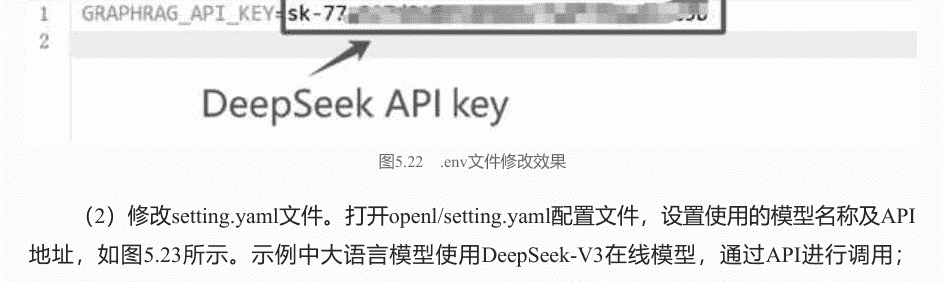 1 GRAPHRAG_API_KEY=sk-77
2
DeepSeek API key
图5.22 .env文件修改效果
（2）修改setting.yaml文件。打开openl/setting.yaml配置文件，设置使用的模型名称及API
地址，如图5.23所示。示例中大语言模型使用DeepSeek-V3在线模型，通过API进行调用；